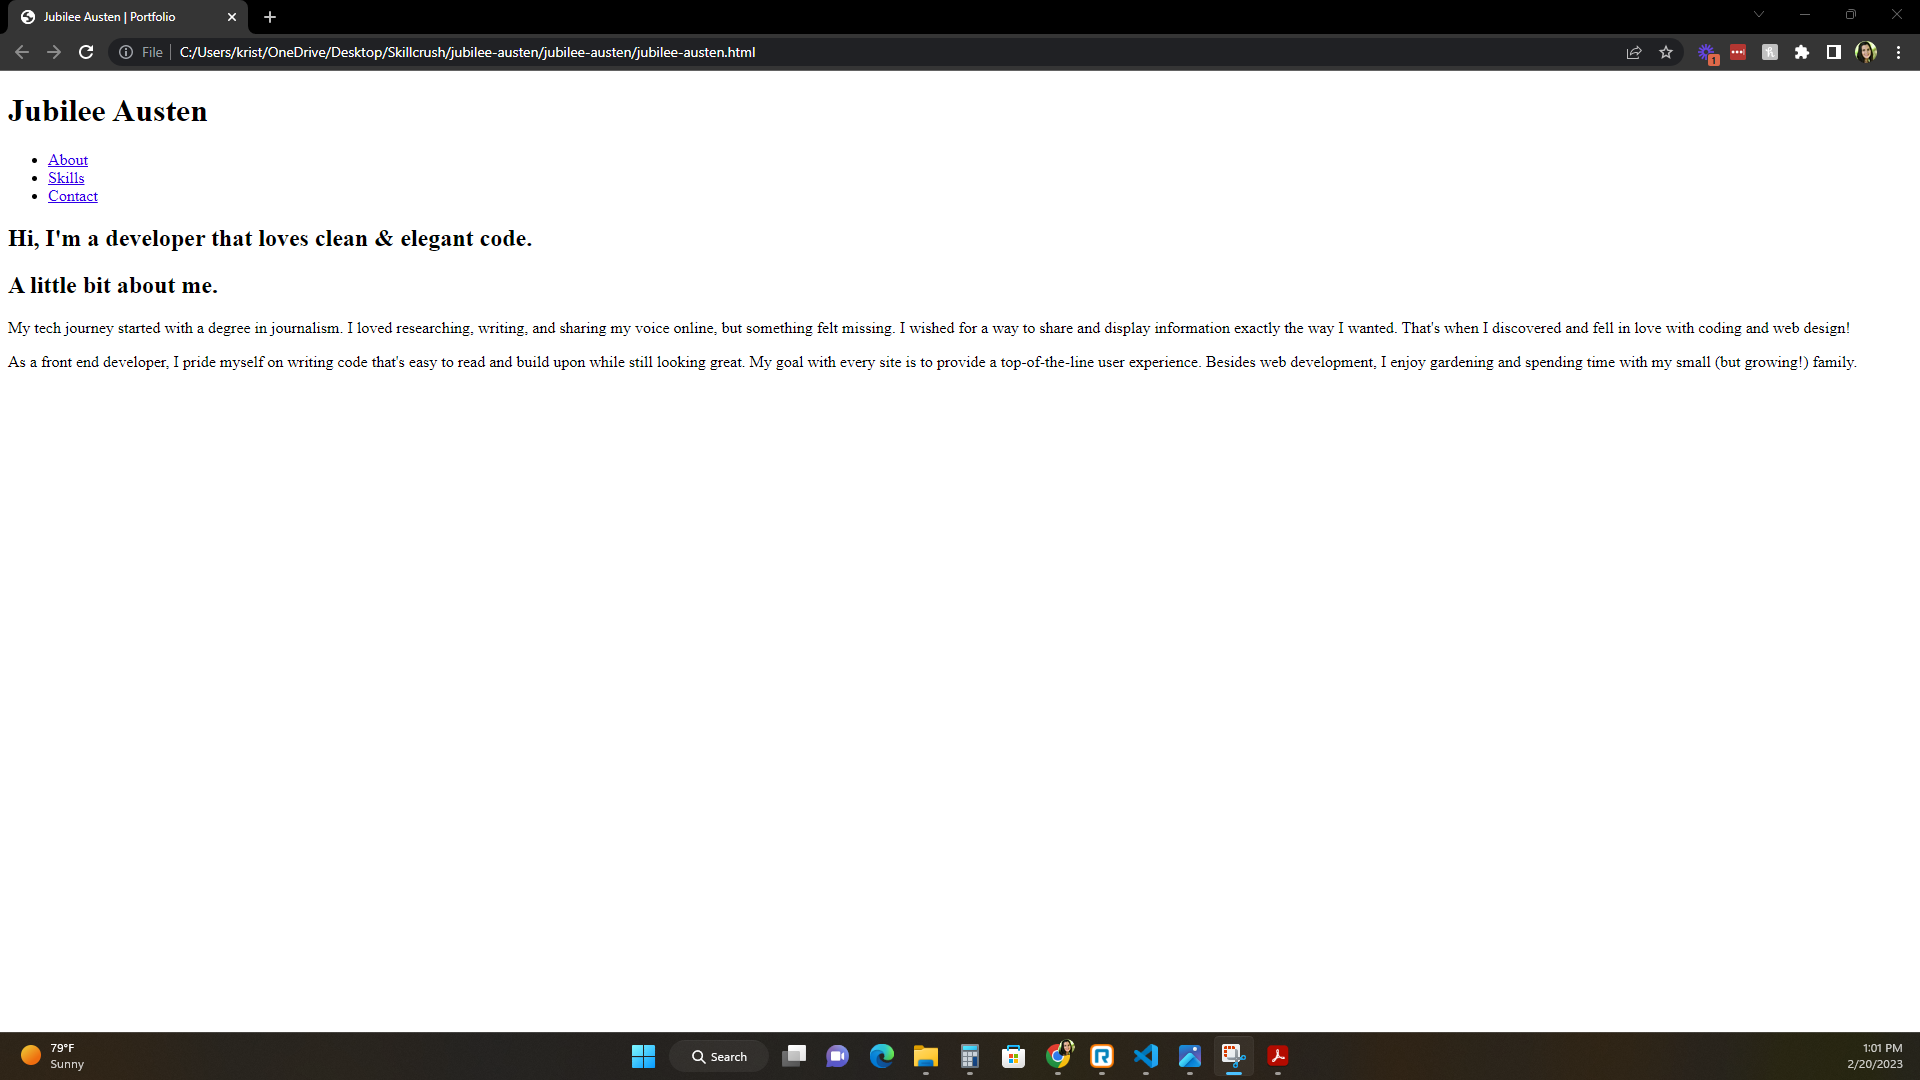 Jubilee Austen | Portfolio
File | C:/Users/krist/OneDrive/Desktop/Skillcrush/jubilee-austen/jubilee-austen/jubilee-austen.html
1
Jubilee Austen
• About
• Skills
• Contact
Hi, I'm a developer that loves clean & elegant code.
A little bit about me.
My tech journey started with a degree in journalism. I loved researching, writing, and sharing my voice online, but something felt missing. I wished for a way to share and display information exactly the way I wanted. That's when I discovered and fell in love with coding and web design!
As a front end developer, I pride myself on writing code that's easy to read and build upon while still looking great. My goal with every site is to provide a top-of-the-line user experience. Besides web development, I enjoy gardening and spending time with my small (but growing!) family.
79°F
Sunny
Search
1:01 PM
2/20/2023